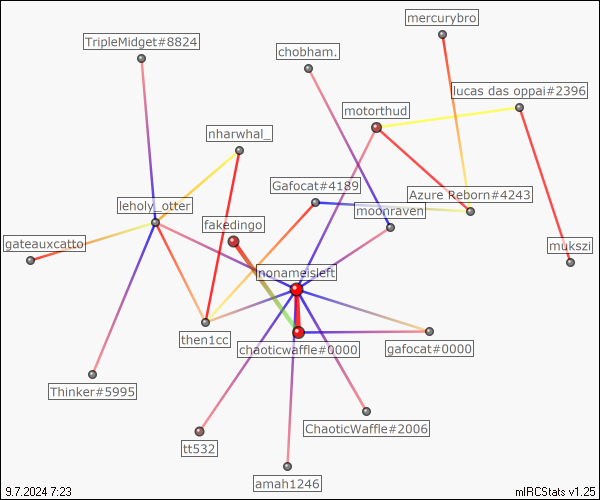 mercurybro
TripleMidget#8824
chobham.
lucas das oppai#2396
motorthud
nharwhal_
Gafocat#4189
Azure Reborn#4243
leholy_otter
moonraven
fakedingo
gateauxcatto
mukszi
nonameisleft
then1cc
chaoticwaffle#0000
gafocat#0000
Thinker#5995
ChaoticWaffle#2006
tt532
amah1246
9.7.2024 7:23
mIRCStats v1.25